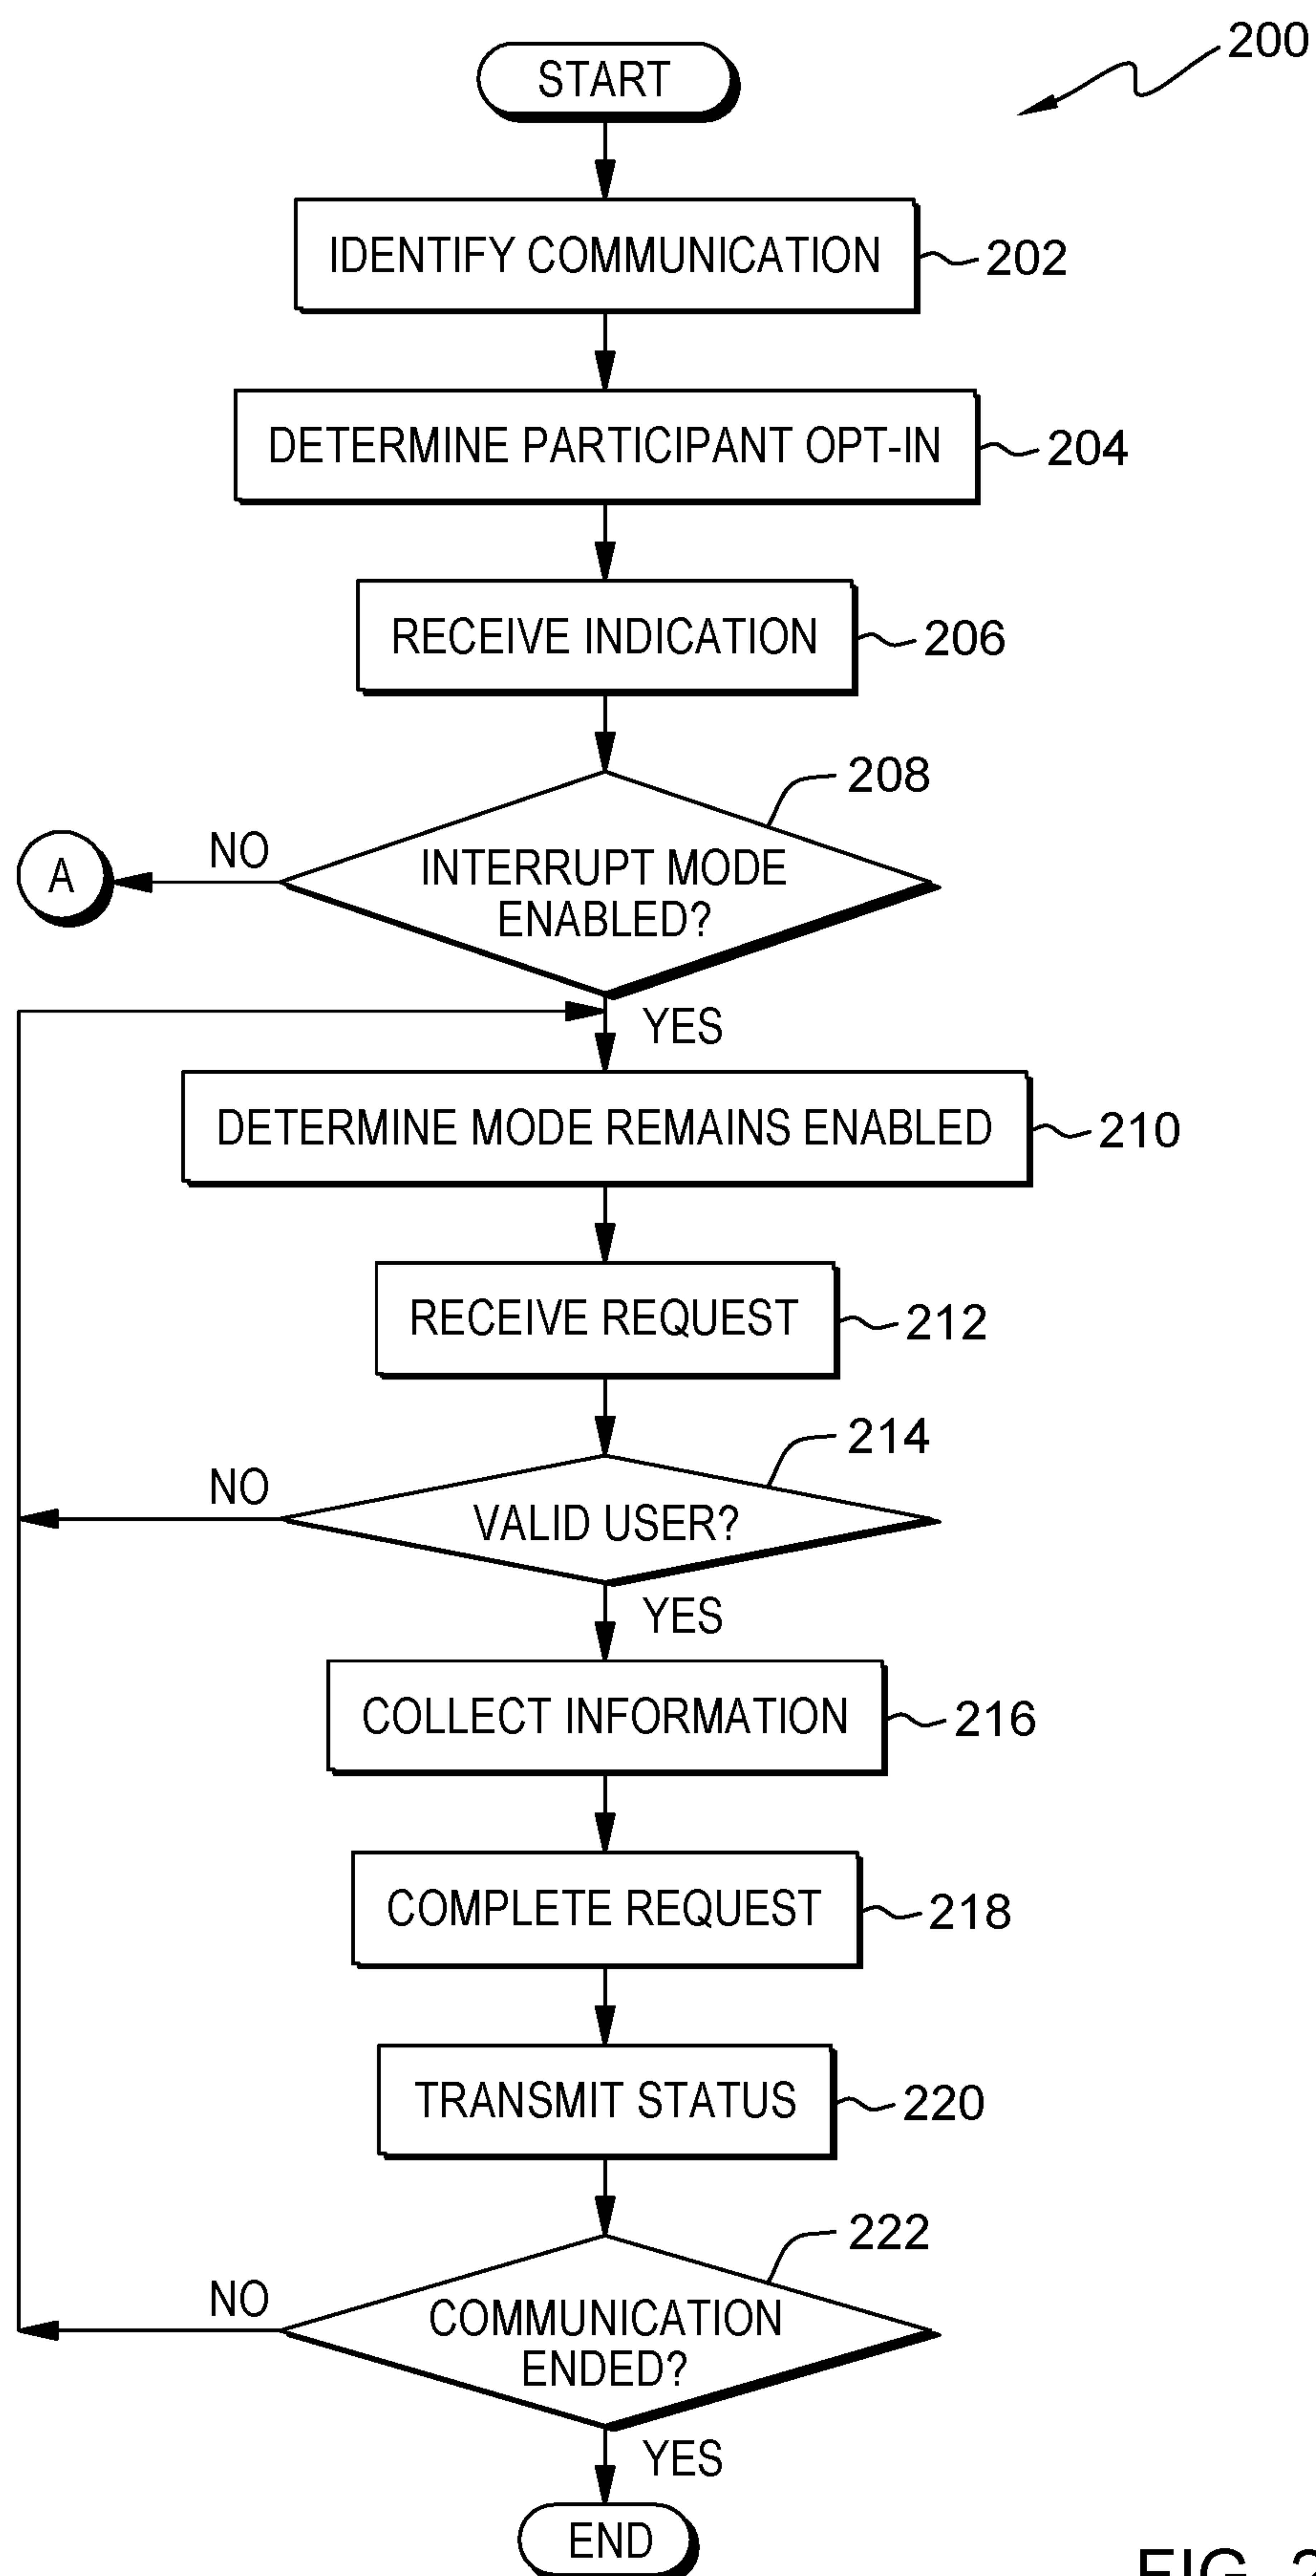 200
START
IDENTIFY COMMUNICATION
202
DETERMINE PARTICIPANT OPT-IN
204
RECEIVE INDICATION
206
208
NO
A
INTERRUPT MODE
ENABLED?
YES
DETERMINE MODE REMAINS ENABLED
210
RECEIVE REQUEST
212
214
NO
VALID USER?
YES
COLLECT INFORMATION
216
COMPLETE REQUEST
218
TRANSMIT STATUS
220
222
NO
COMMUNICATION
ENDED?
YES
END
FIG. 2